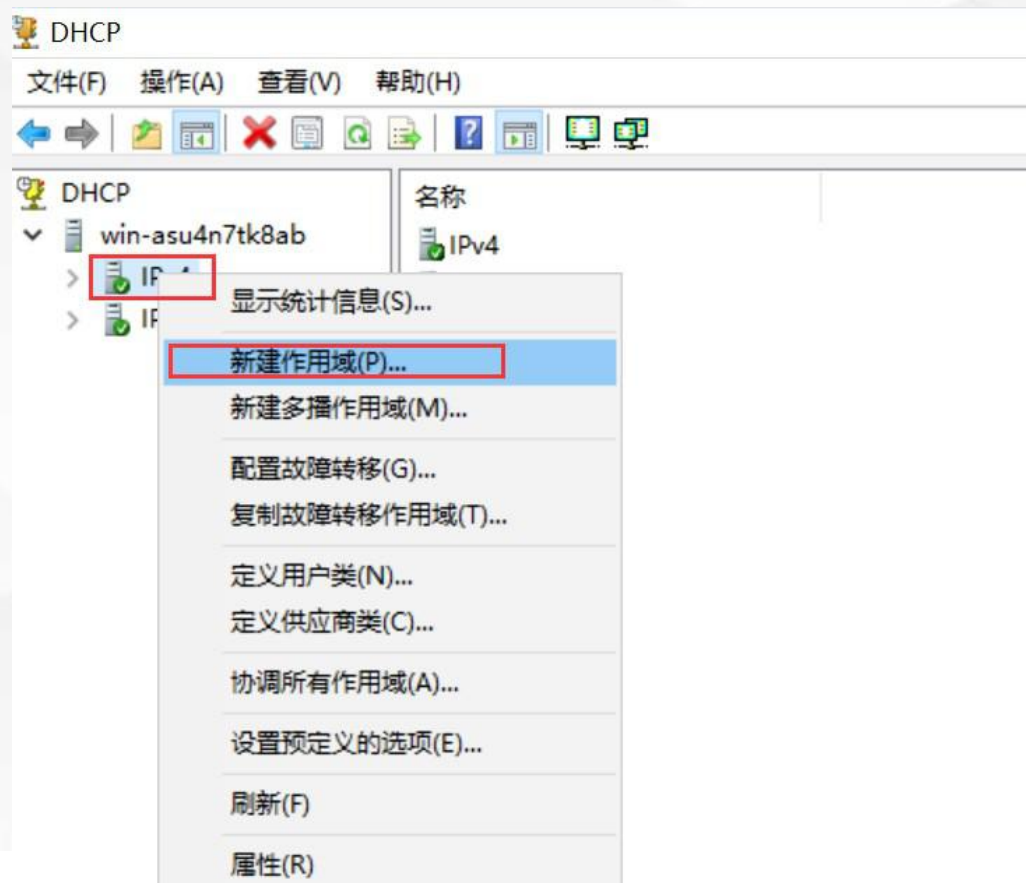 DHCP
文件(F) 操作(A) 查看(V) 帮助(H)
DHCP
win-asu4n7tk8ab
名称
IPv4
显示统计信息(S)...
新建作用域(P)...
新建多播作用域(M)...
配置故障转移(G)...
复制故障转移作用域(T)...
定义用户类(N)...
定义供应商类(C)...
协调所有作用域(A)...
设置预定义的选项(E)...
刷新(F)
属性(R)